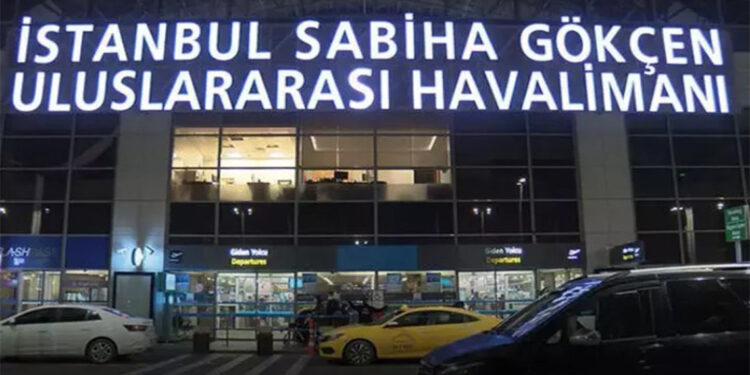 İSTANBUL SABİHA GÖKÇEN
ULUSLARARASI HAVALİMANI
Giden Yolcu
Departures
Giden Yolcu
Departures